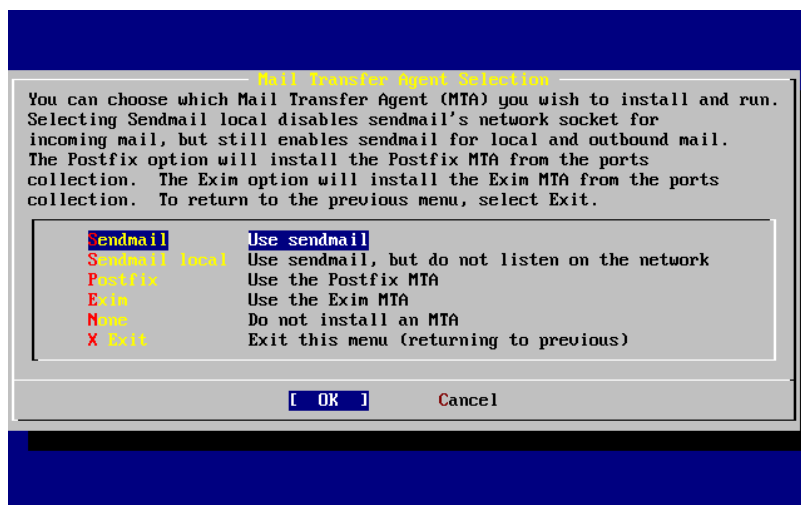 Mail Transfer Agent Selection
You can choose which Mail Transfer Agent (MTA) you wish to install and run.
Selecting Sendmail local disables sendmail's network socket for
incoming mail, but still enables sendmail for local and outbound mail.
The Postfix option will install the Postfix MTA from the ports
collection.  The Exim option will install the Exim MTA from the ports
collection.  To return to the previous menu, select Exit.
Sendmail Use sendmail
Sendmail local Use sendmail, but do not listen on the network
Postfix Use the Postfix MTA
Exim Use the Exim MTA
None Do not install an MTA
X Exit Exit this menu (returning to previous)
[ OK ] Cancel